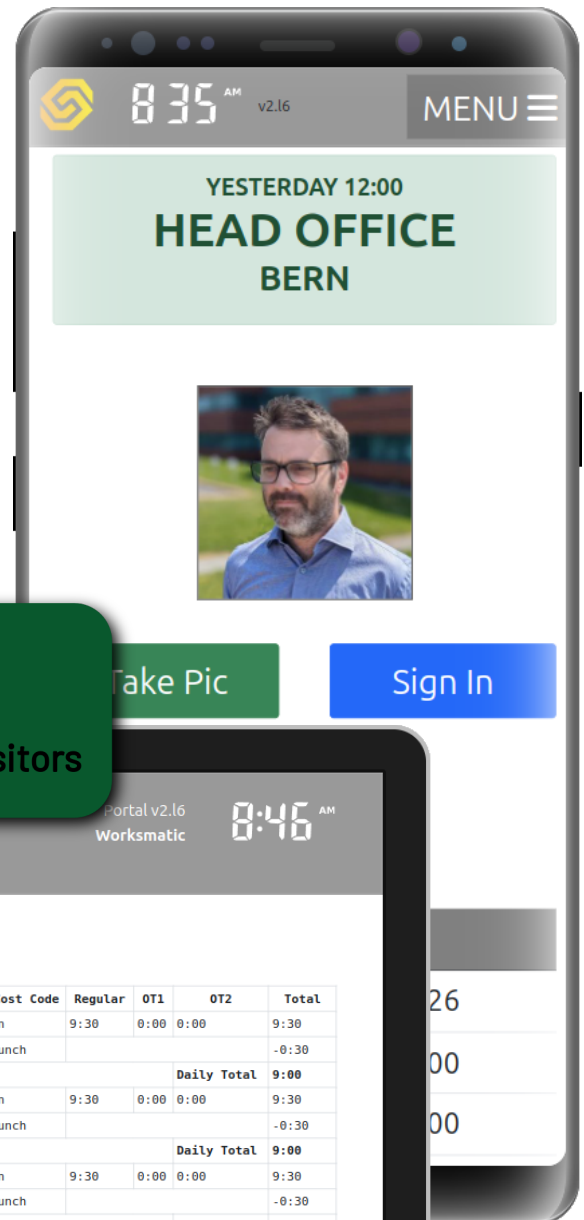 8 35 AM
v2.l6
MENU
YESTERDAY 12:00
HEAD OFFICE
BERN
Take Pic
Sign In
sitors
Portal v2.l6
Worksmatic
8:46 AM
26
00
00
ost Code Regular OT1 OT2 Total
9:30 0:00 0:00 9:30
unch -0:30
Daily Total 9:00
9:30 0:00 0:00 9:30
unch -0:30
Daily Total 9:00
9:30 0:00 0:00 9:30
unch -0:30